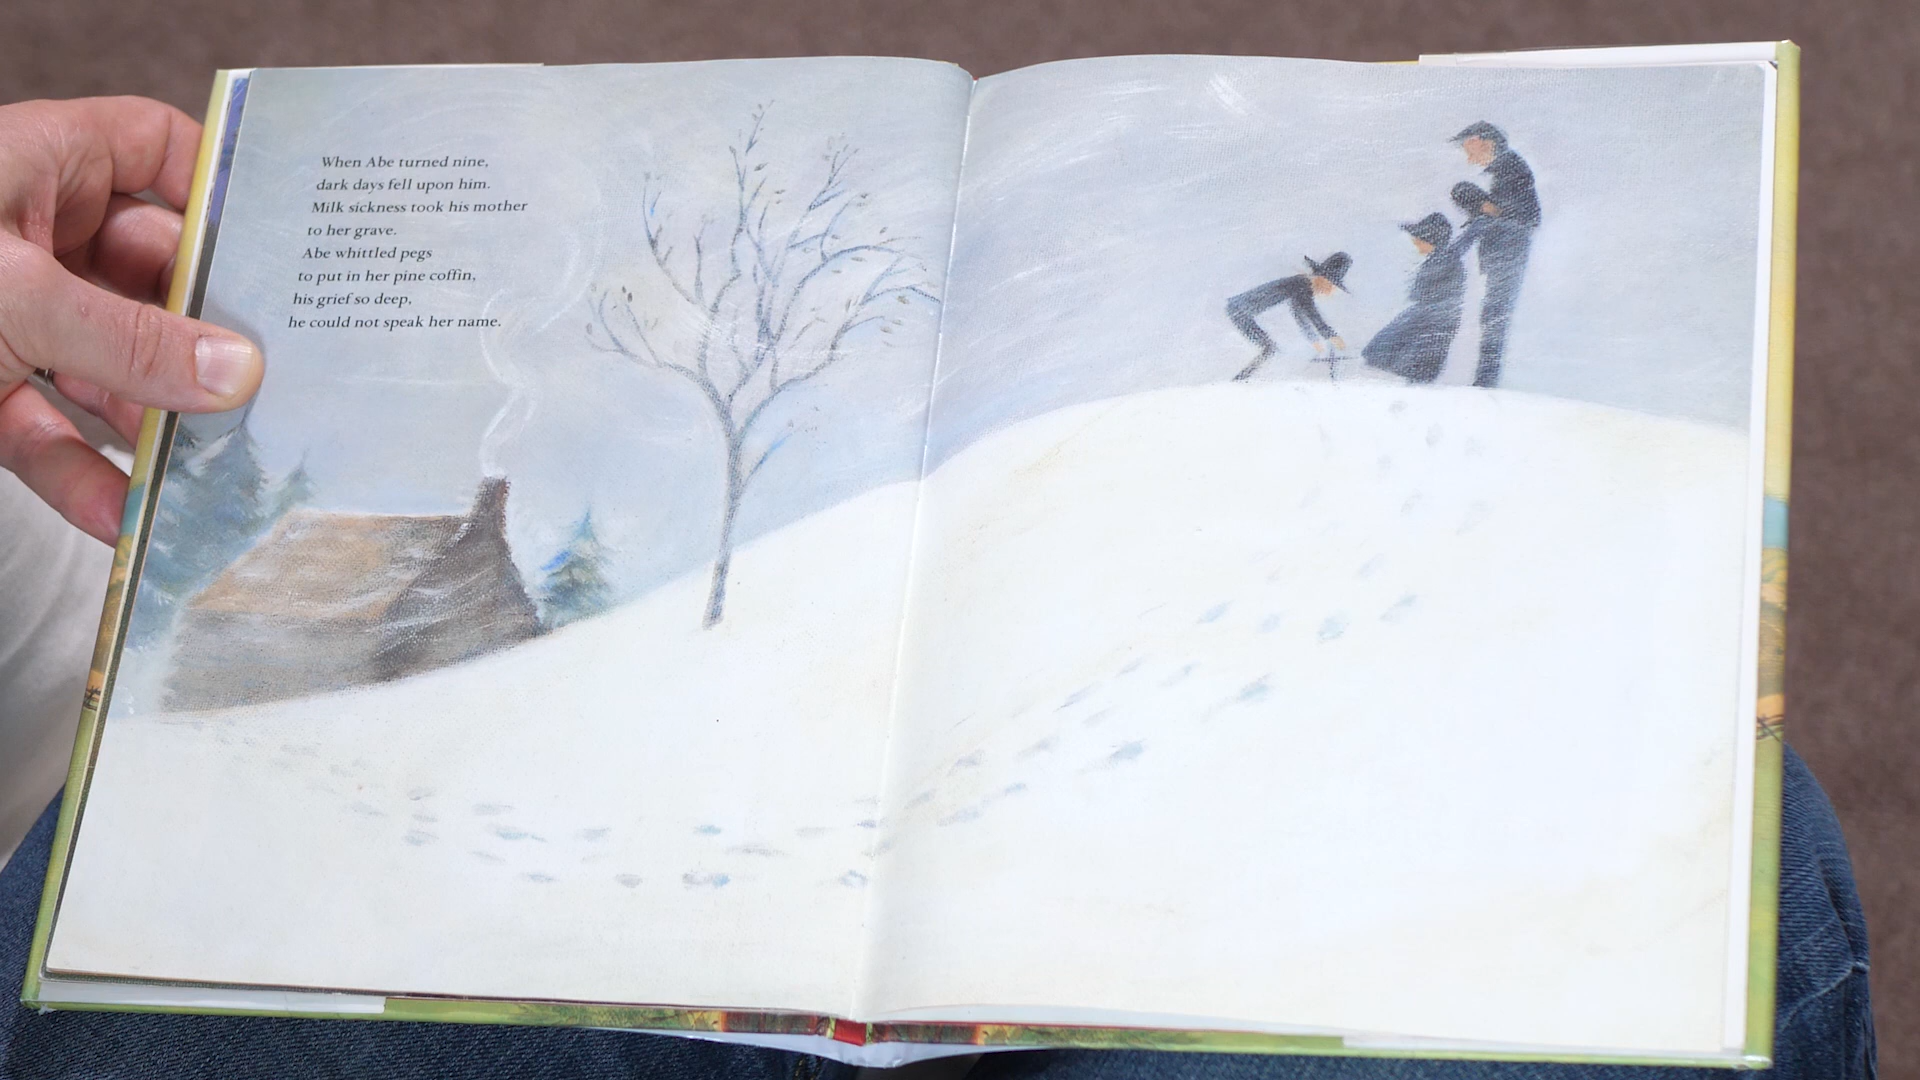 When Abe turned nine,
dark days fell upon him.
Milk sickness took his mother
to her grave.
Abe whittled pegs
to put in her pine coffin,
his grief so deep,
he could not speak her name.